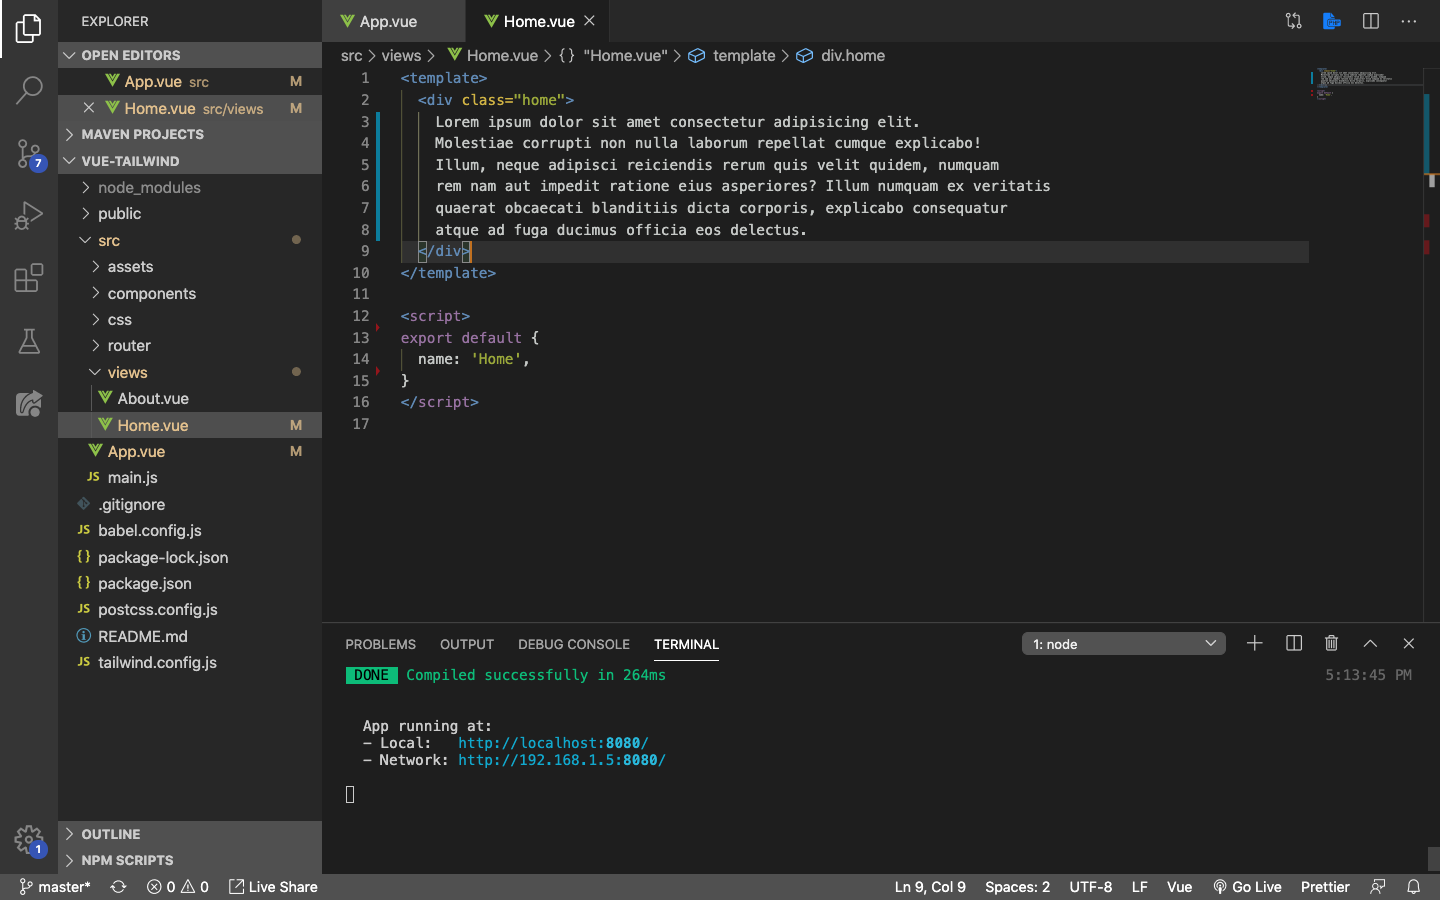 EXPLORER
OPEN EDITORS
App.vue src M
Home.vue src/views M
MAVEN PROJECTS
VUE-TAILWIND
node_modules
public
src
assets
components
css
router
views
About.vue
Home.vue M
App.vue M
JS main.js
.gitignore
JS babel.config.js
{} package-lock.json
{} package.json
JS postcss.config.js
README.md
JS tailwind.config.js
OUTLINE
NPM SCRIPTS
7
1
App.vue
Home.vue
src > views > Home.vue > {} "Home.vue" > template > div.home
1 <template>
2 <div class="home">
3 Lorem ipsum dolor sit amet consectetur adipisicing elit.
4 Molestiae corrupti non nulla laborum repellat cumque explicabo!
5 Illum, neque adipisci reiciendis rerum quis velit quidem, numquam
6 rem nam aut impedit ratione eius asperiores? Illum numquam ex veritatis
7 quaerat obcaecati blanditiis dicta corporis, explicabo consequatur
8 atque ad fuga ducimus officia eos delectus.
9 </div>
10 </template>
11
12 <script>
13 export default {
14 name: 'Home',
15 }
16 </script>
17
PROBLEMS OUTPUT DEBUG CONSOLE TERMINAL
1: node
DONE Compiled successfully in 264ms 5:13:45 PM
App running at:
- Local: http://localhost:8080/
- Network: http://192.168.1.5:8080/
master* 0 0 Live Share Ln 9, Col 9 Spaces: 2 UTF-8 LF Vue Go Live Prettier